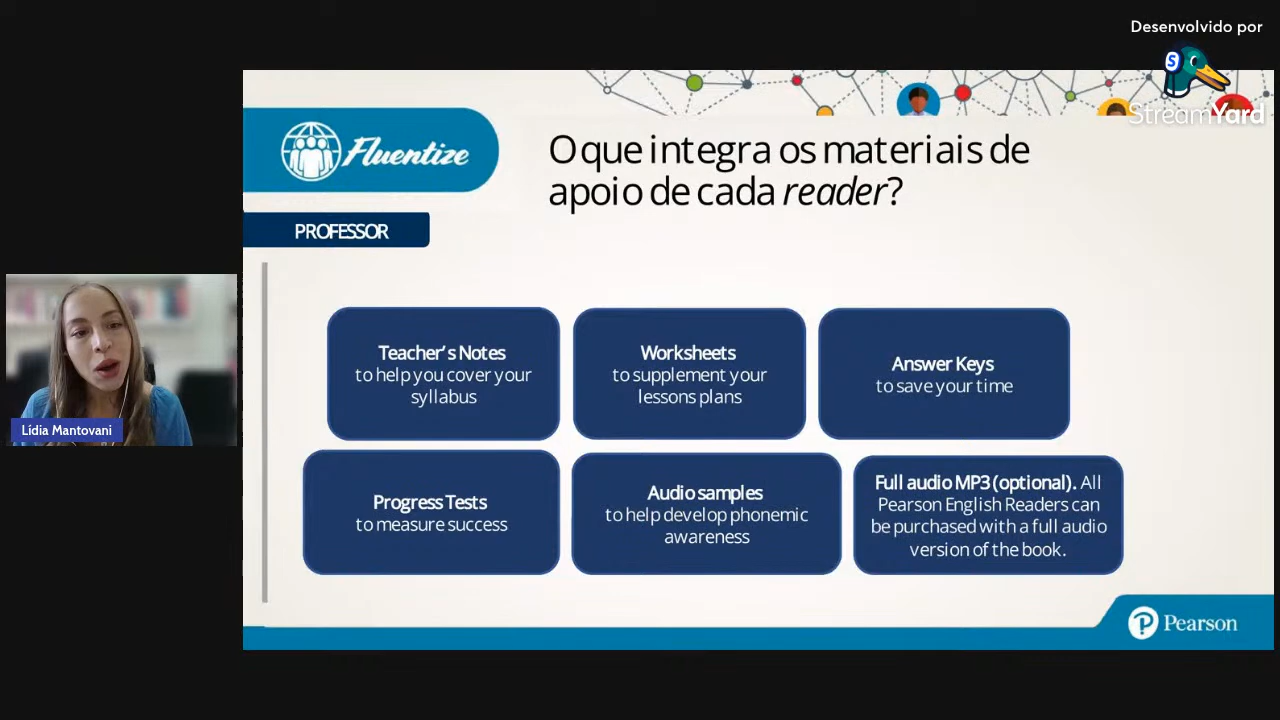 Desenvolvido por
S
StreamYard
Fluentize
O que integra os materiais de
apoio de cada reader?
PROFESSOR
Teacher's Notes
to help you cover your
syllabus
Worksheets
to supplement your
lessons plans
Answer Keys
to save your time
Lídia Mantovani
Progress Tests
to measure success
Audio samples
to help develop phonemic
awareness
Full audio MP3 (optional). All
Pearson English Readers can
be purchased with a full audio
version of the book.
P Pearson